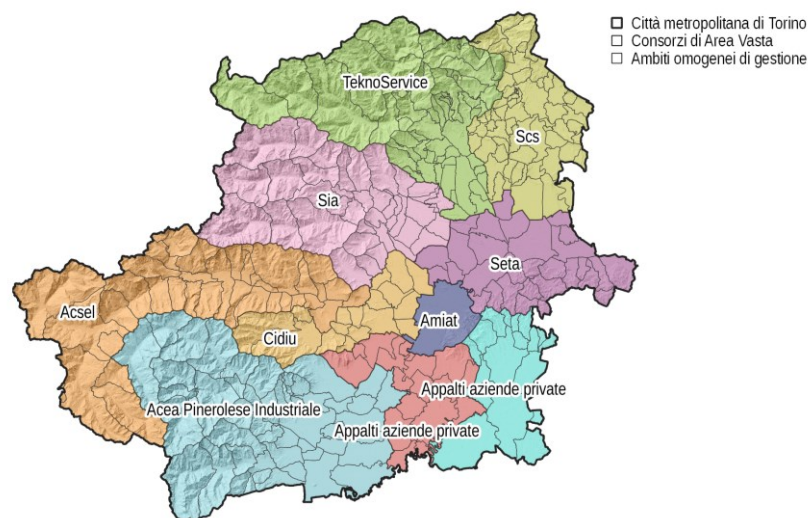 Città metropolitana di Torino
Consorzi di Area Vasta
Ambiti omogenei di gestione
TeknoService
Scs
Sia
Seta
Acsel
Amiat
Cidiu
Appalti aziende private
Acea Pinerolese Industriale
Appalti aziende private